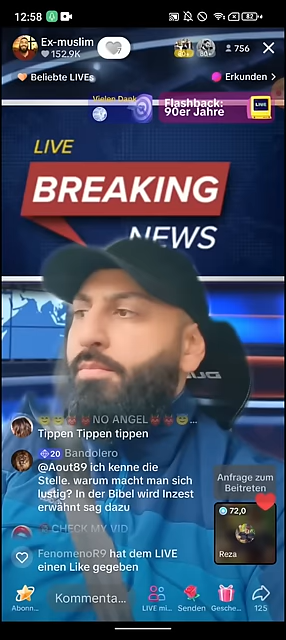 12:58
82
Ex-muslim
152.9K
80+
756
Beliebte LIVEs
Erkunden >
Vielen Dank
Flashback:
90er Jahre
LIVE
LIVE
BREAKING
NEWS
NO ANGEL
Tippen Tippen tippen
20 Bandolero
@Aout89 ich kenne die
Stelle. warum macht man sich
lustig? In der Bibel wird Inzest
erwähnt sag dazu
CHECK MY VID
FenomenoR9 hat dem LIVE
einen Like gegeben
Anfrage zum
Beitreten
72,0
Reza
Kommenta...
Abonn...
LIVE mi...
Senden
Gesche...
125